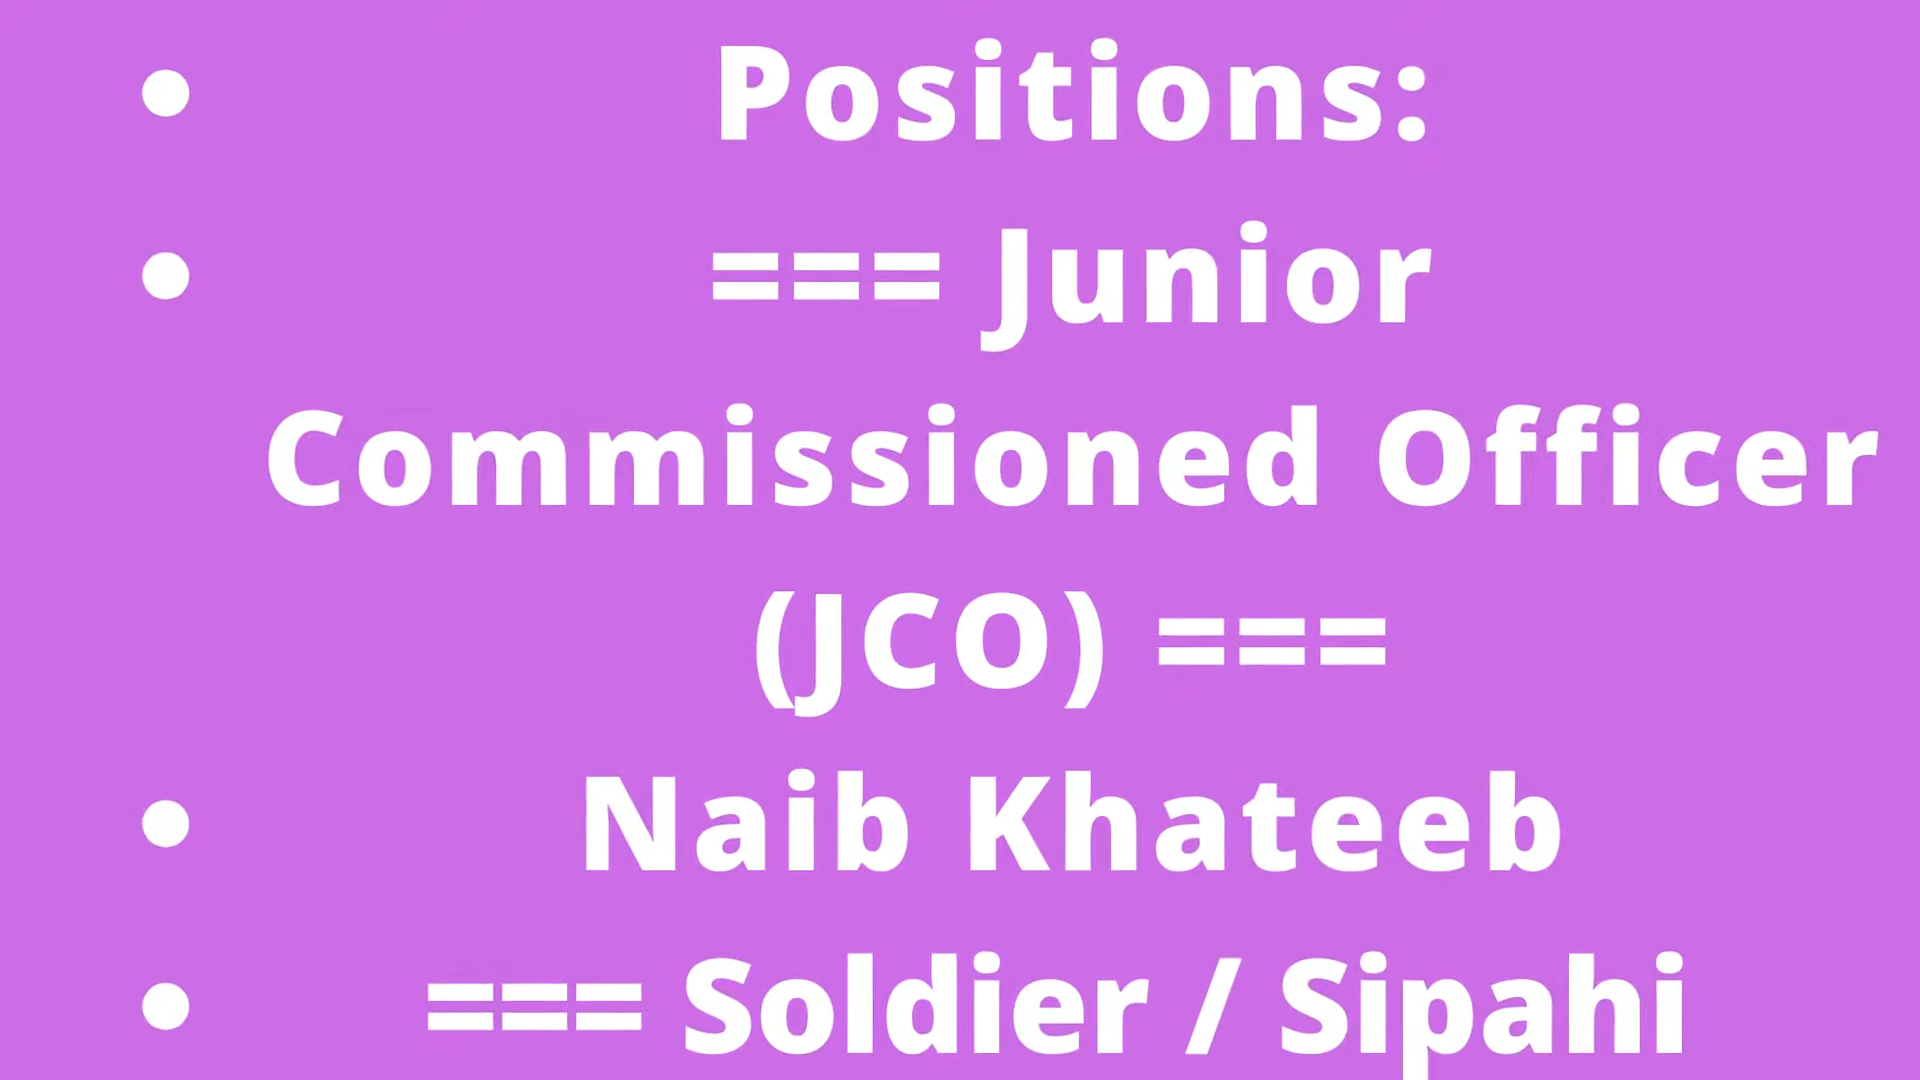 • Positions:
• === Junior
Commissioned Officer
(JCO) ===
• Naib Khateeb
• === Soldier / Sipahi